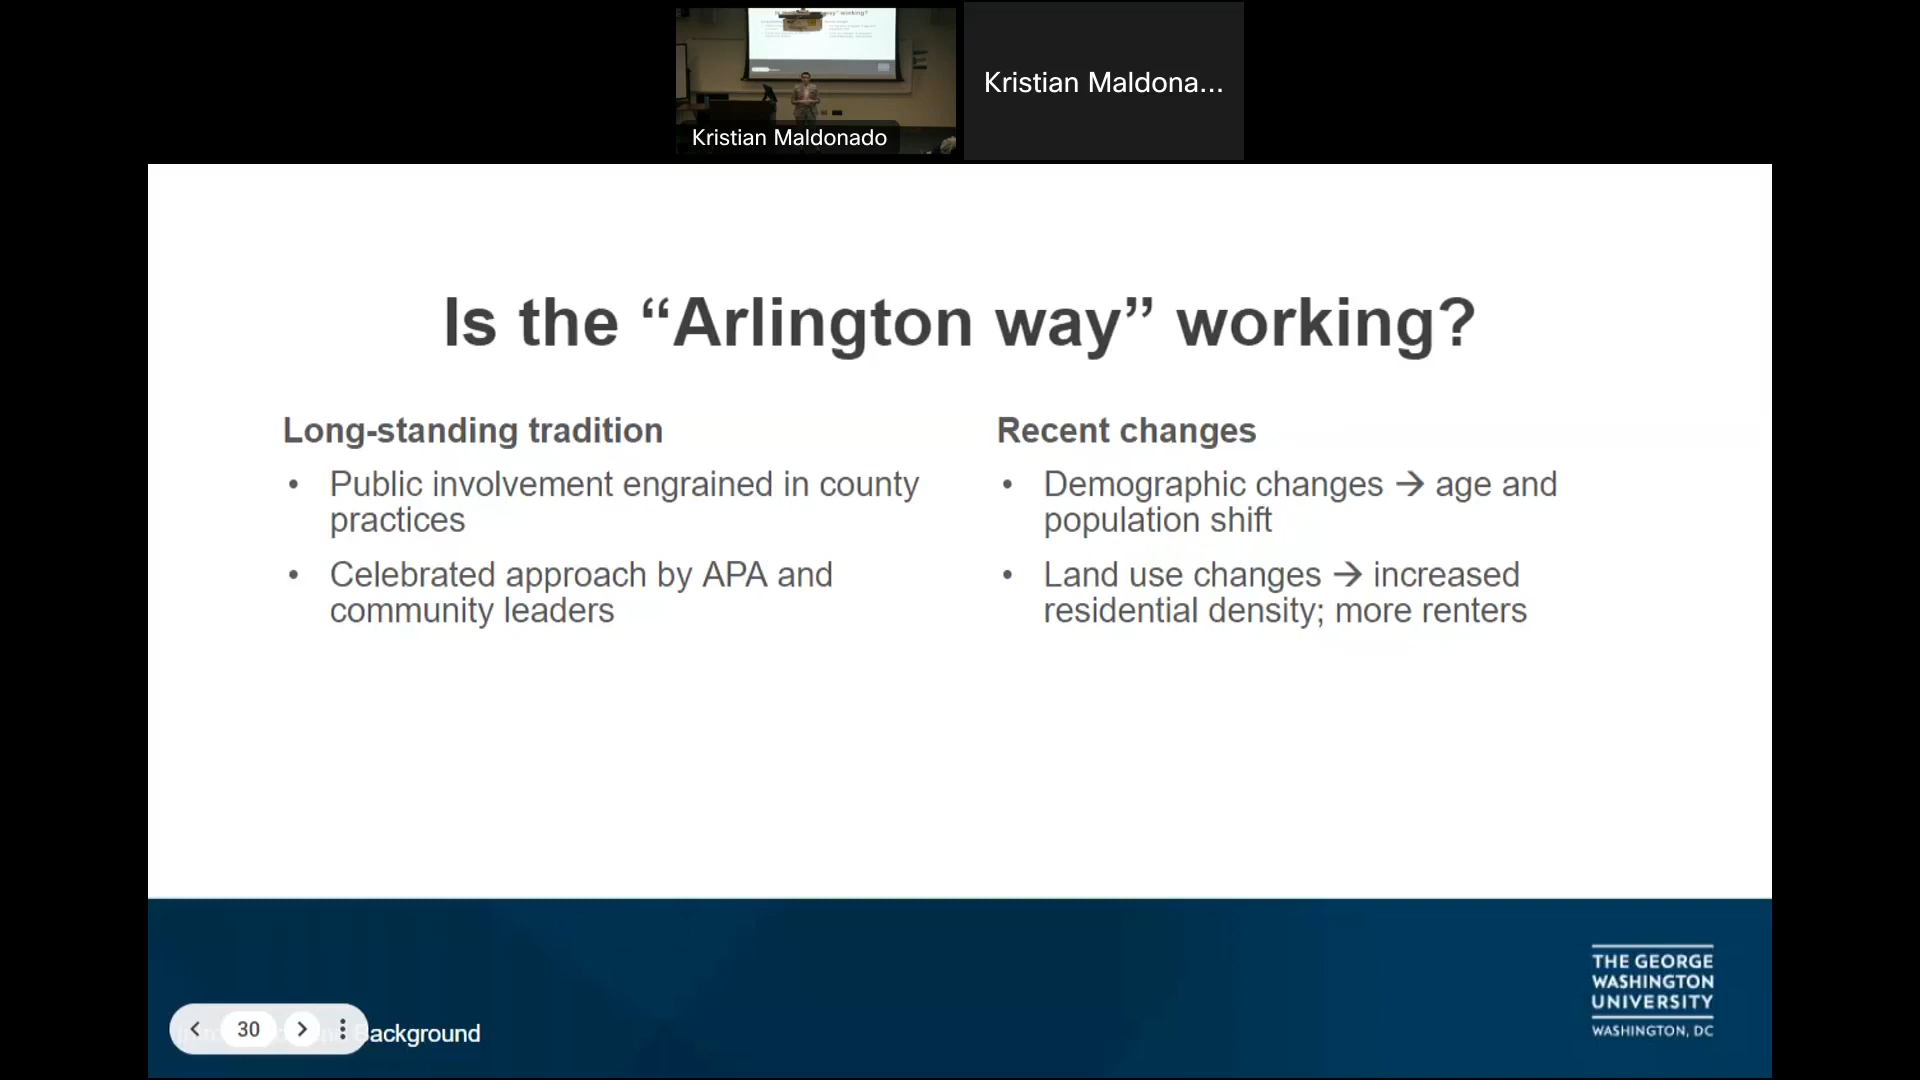 Kristian Maldonado
Kristian Maldona...
Is the “Arlington way” working?
Long-standing tradition
• Public involvement engrained in county
practices
• Celebrated approach by APA and
community leaders
Recent changes
• Demographic changes → age and
population shift
• Land use changes → increased
residential density; more renters
30
Background
THE GEORGE
WASHINGTON
UNIVERSITY
WASHINGTON, DC